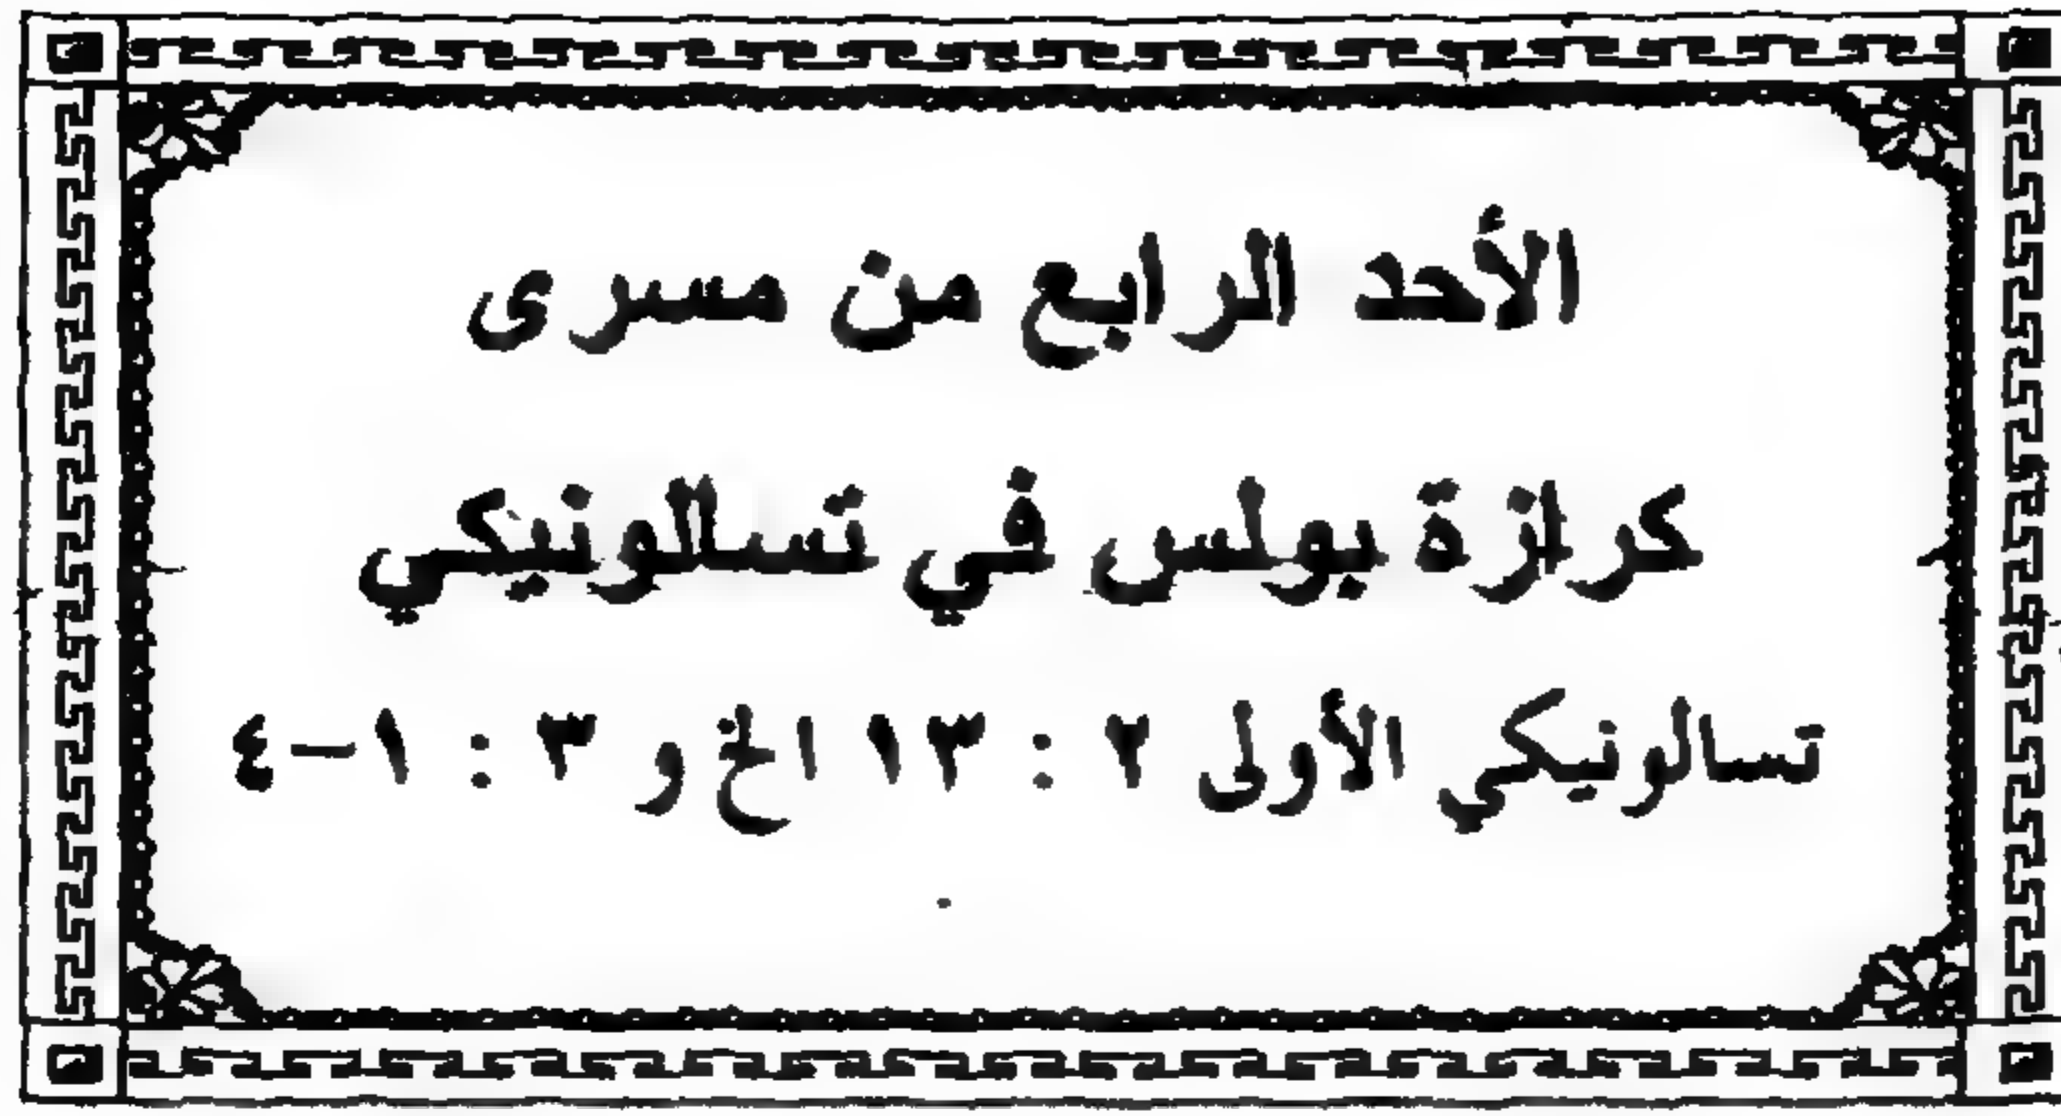 الأحد الرابع من مسرى
كرازة بولس في تسالونيكي
تسالونيكي الأولى ٢ : ١٣ الخ و ٣ : ١-٤